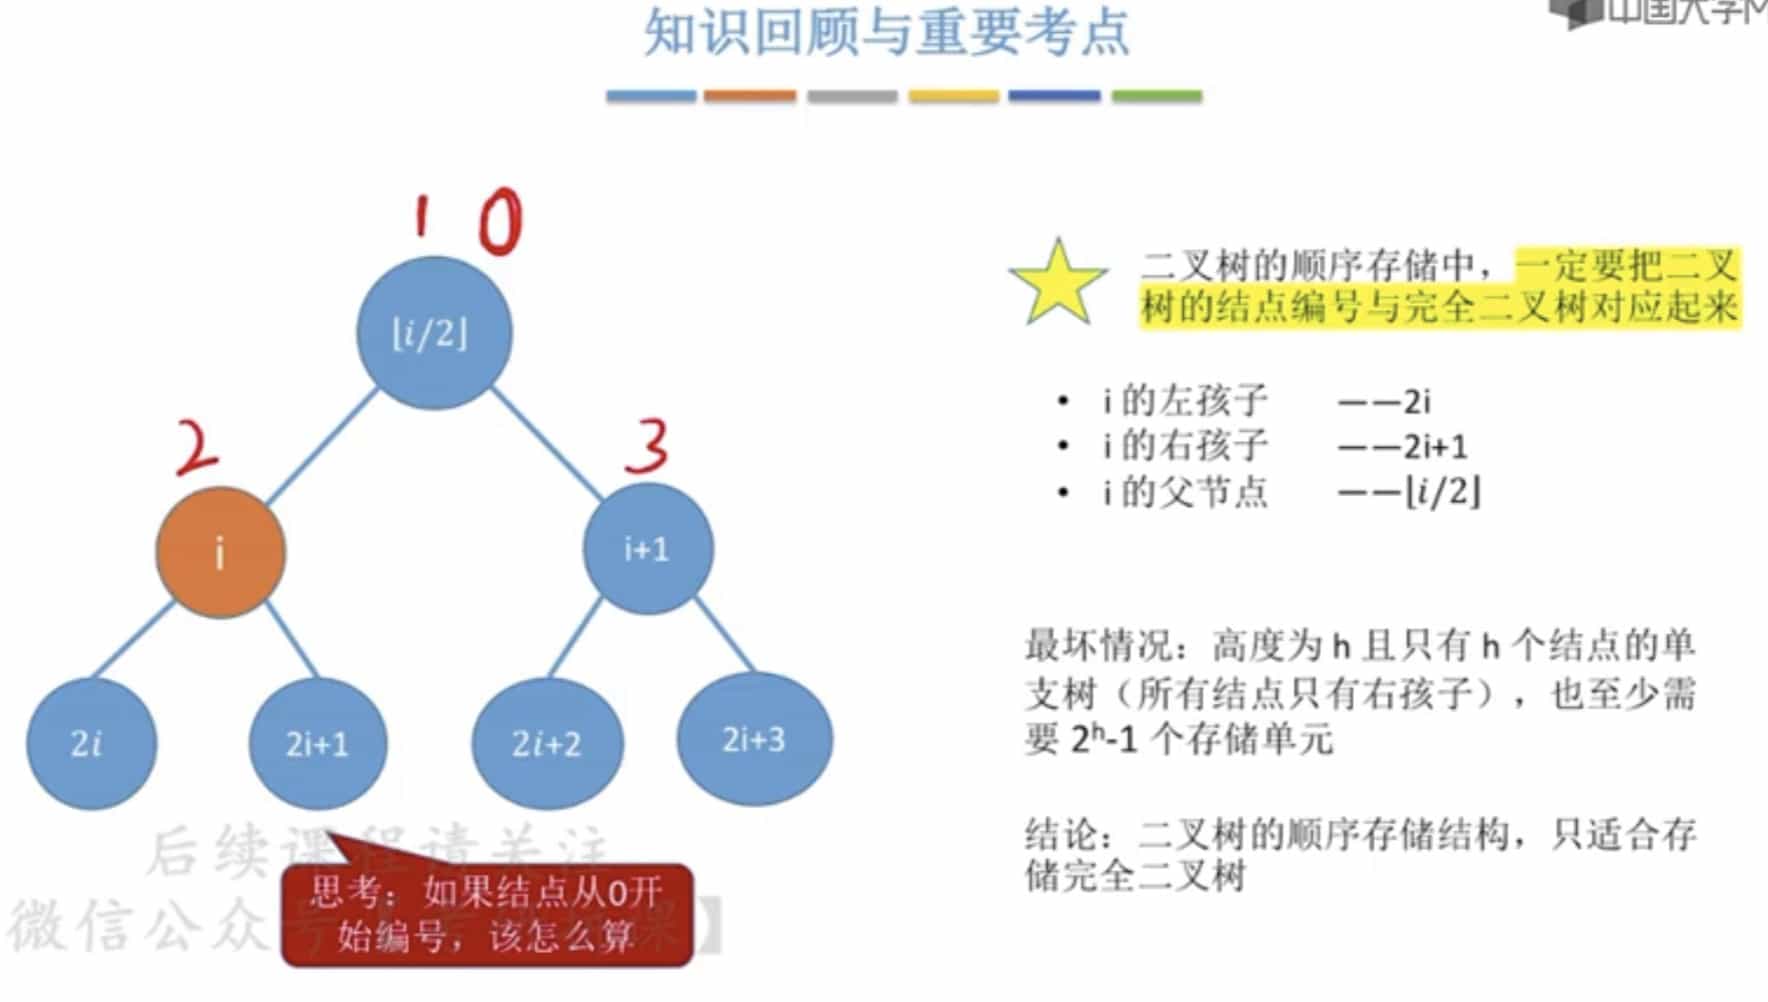 知识回顾与重要考点
中国大学M
1 0
⌊i/2⌋
2
3
i
i+1
2i
2i+1
2i+2
2i+3
二叉树的顺序存储中，一定要把二叉
树的结点编号与完全二叉树对应起来
• i 的左孩子 ——2i
• i 的右孩子 ——2i+1
• i 的父节点 ——⌊i/2⌋
最坏情况：高度为 h 且只有 h 个结点的单
支树（所有结点只有右孩子），也至少需
要 2ʰ-1 个存储单元
结论：二叉树的顺序存储结构，只适合存
储完全二叉树
后续课程请关注
微信公众号
课】
思考：如果结点从0开
始编号，该怎么算